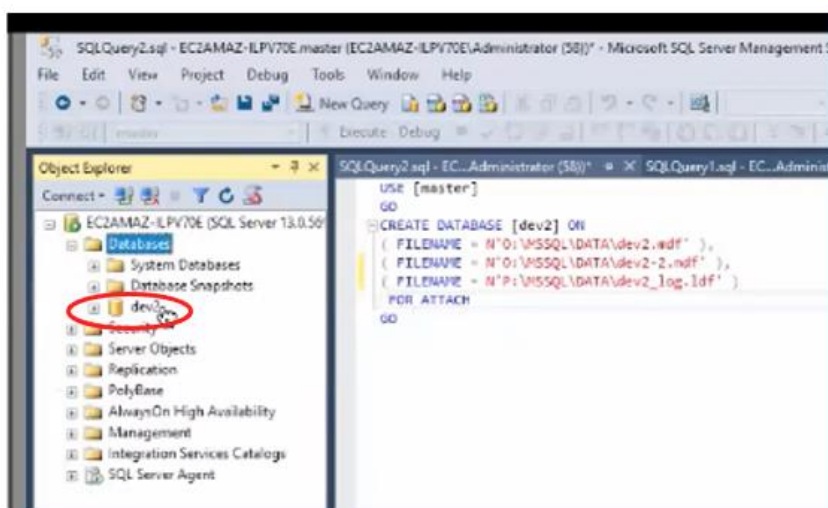 SQLQuery2.sql - EC2AMAZ-ILPV70E.master (EC2AMAZ-ILPV70E\Administrator (58))* - Microsoft SQL Server Management
File Edit View Project Debug Tools Window Help
New Query
master Execute Debug
Object Explorer
SQLQuery2.sql - EC...Administrator (58))* SQLQuery1.sql - EC...Adminis
Connect
EC2AMAZ-ILPV70E (SQL Server 13.0.56
Databases
System Databases
Database Snapshots
dev2
Security
Server Objects
Replication
PolyBase
AlwaysOn High Availability
Management
Integration Services Catalogs
SQL Server Agent
USE [master]
GO
CREATE DATABASE [dev2] ON
( FILENAME = N'O:\MSSQL\DATA\dev2.mdf' ),
( FILENAME = N'O:\MSSQL\DATA\dev2-2.ndf' ),
( FILENAME = N'P:\MSSQL\DATA\dev2_log.ldf' )
FOR ATTACH
GO